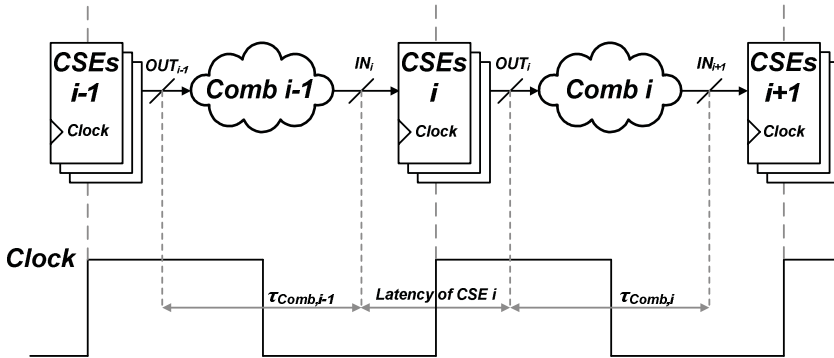 CSEs
i-1
Clock
OUTi-1
Comb i-1
INi
CSEs
i
Clock
OUTi
Comb i
INi+1
CSEs
i+1
Clock
Clock
τComb,i-1
Latency of CSE i
τComb,i